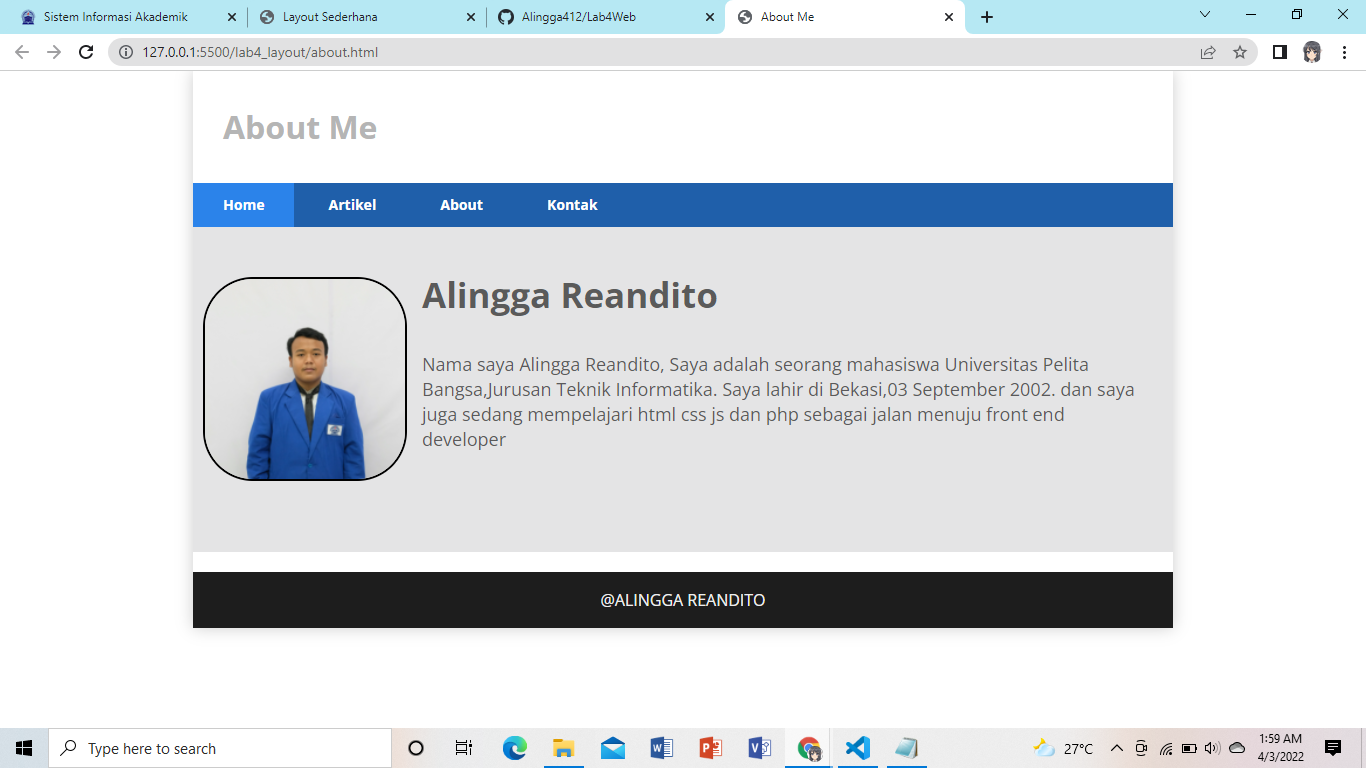 Sistem Informasi Akademik
Layout Sederhana
Alingga412/Lab4Web
About Me
127.0.0.1:5500/lab4_layout/about.html
About Me
Home Artikel About Kontak
Alingga Reandito
Nama saya Alingga Reandito, Saya adalah seorang mahasiswa Universitas Pelita
Bangsa,Jurusan Teknik Informatika. Saya lahir di Bekasi,03 September 2002. dan saya
juga sedang mempelajari html css js dan php sebagai jalan menuju front end
developer
@ALINGGA REANDITO
Type here to search
27°C
1:59 AM
4/3/2022